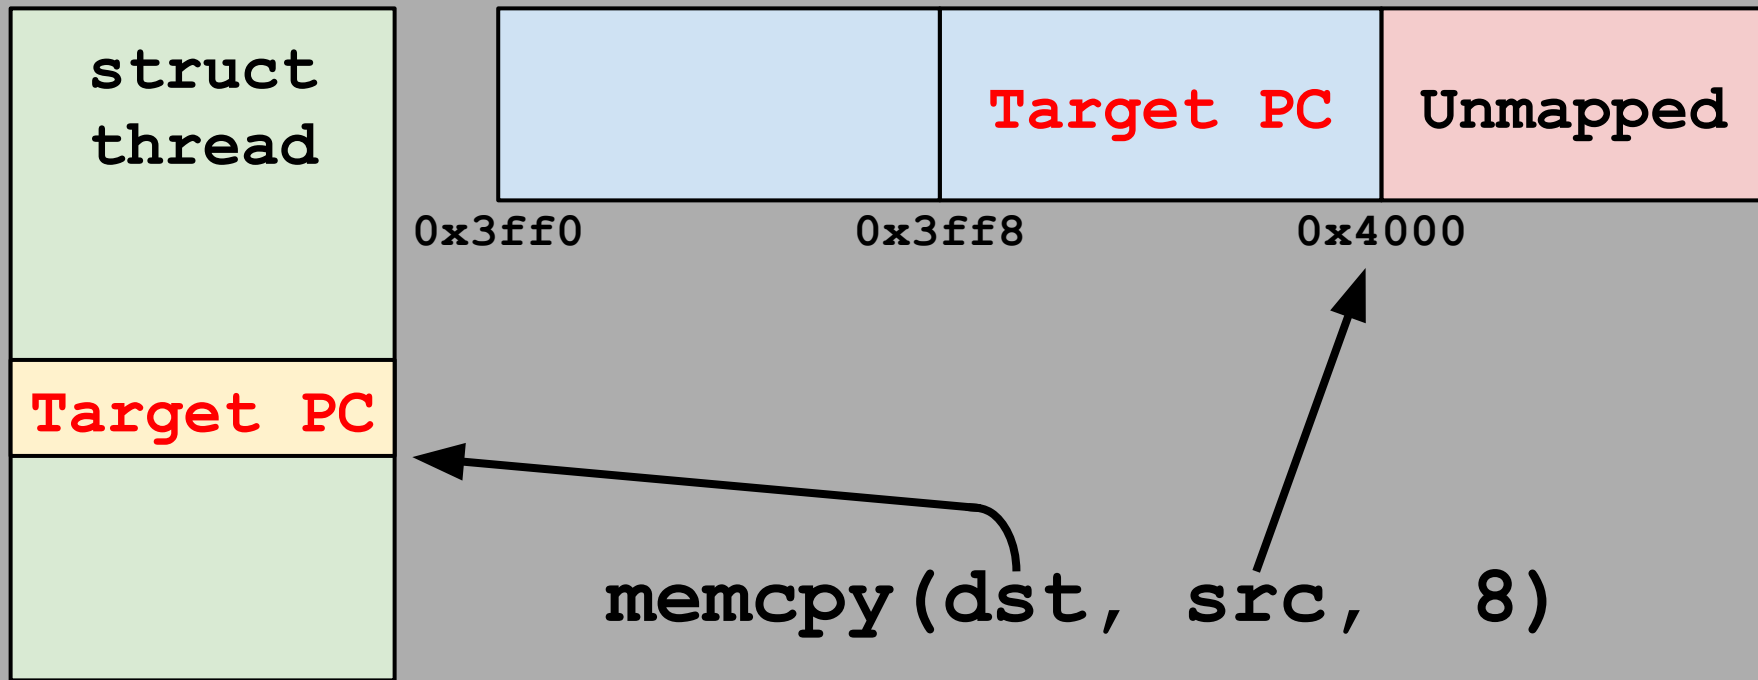 struct
thread
Target PC
Unmapped
0x3ff0
0x3ff8
0x4000
Target PC
memcpy(dst, src, 8)